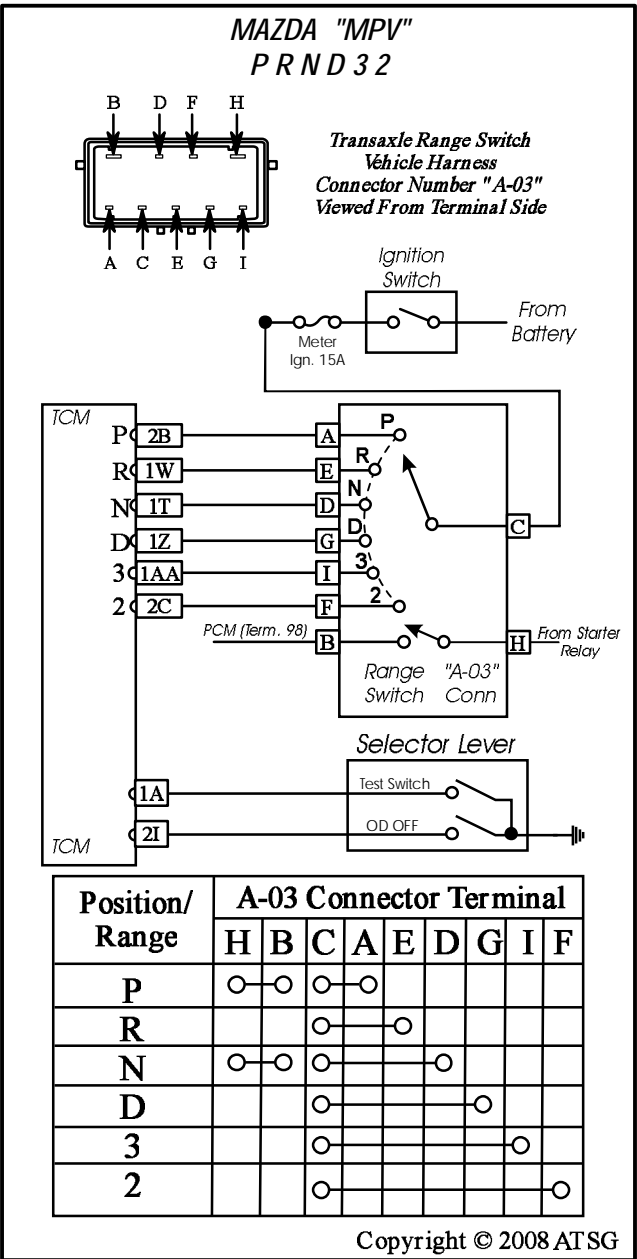 MAZDA "MPV"
P R N D 3 2
B D F H
Transaxle Range Switch
Vehicle Harness
Connector Number "A-03"
Viewed From Terminal Side
A C E G I
Ignition
Switch
From
Battery
Meter
Ign. 15A
TCM
P 2B A P
R 1W E R
N 1T D N
D 1Z G D
C
3 1AA I 3
2 2C F 2
PCM (Term. 98) B H From Starter
Relay
Range "A-03"
Switch Conn
Selector Lever
1A Test Switch
2I OD OFF
TCM
Position/
Range
A-03 Connector Terminal
H B C A E D G I F
P
R
N
D
3
2
Copyright © 2008 ATSG